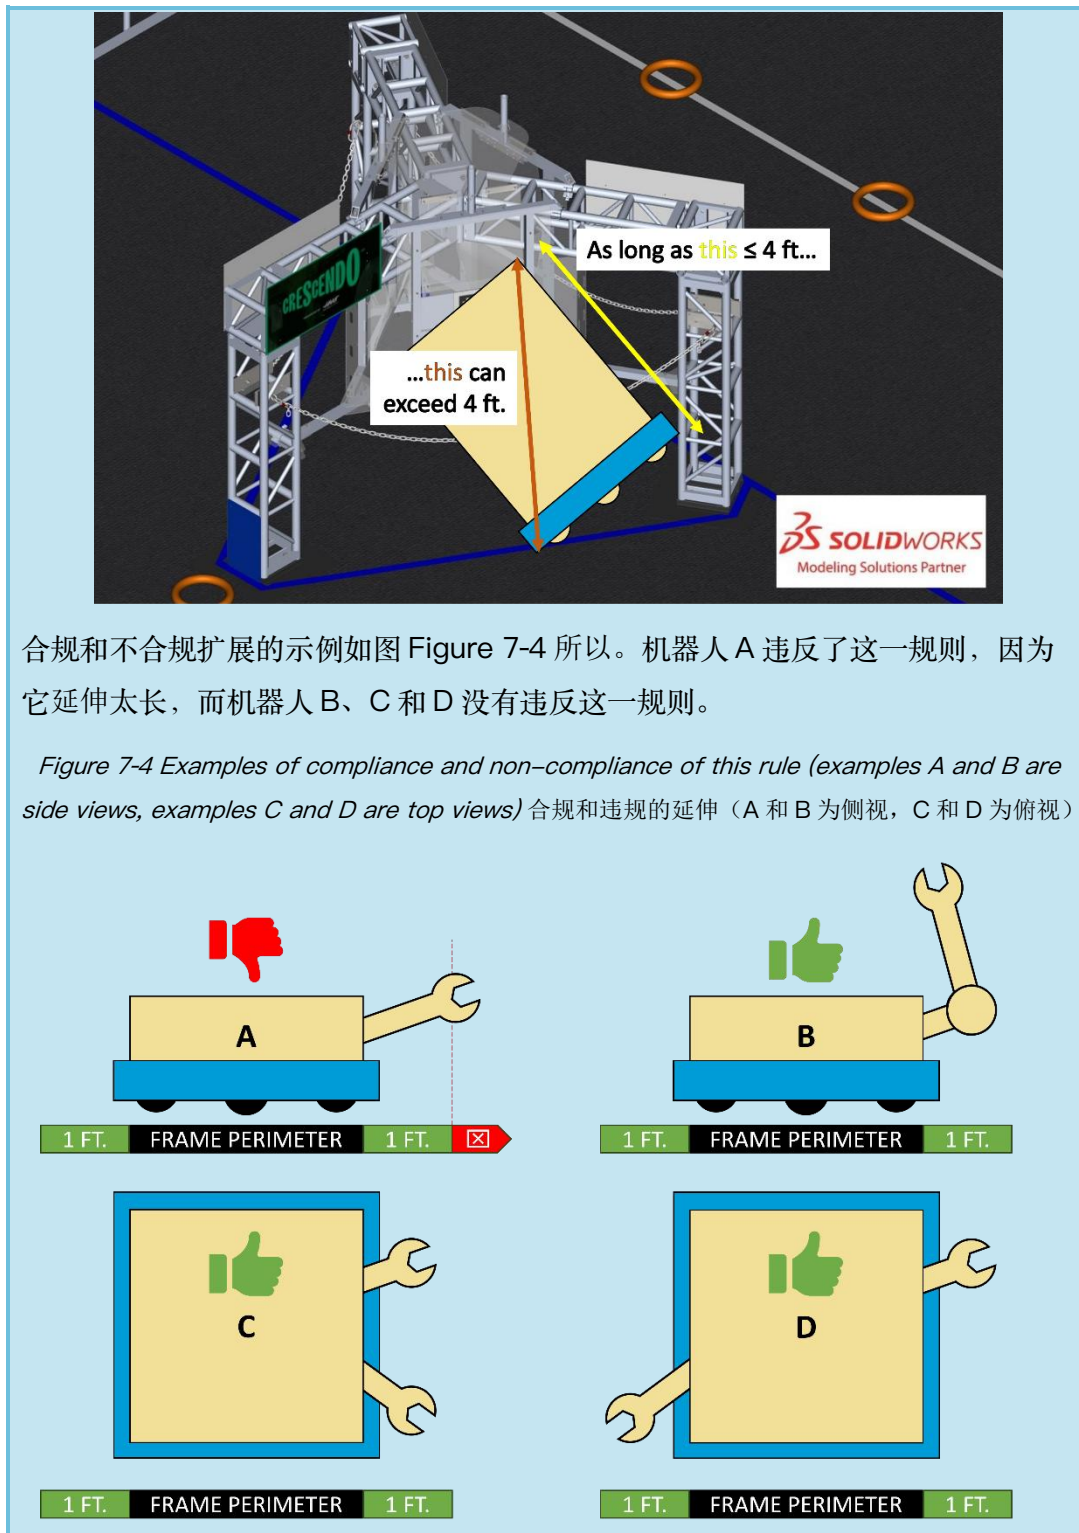 As long as this ≤ 4 ft...
CRESCENDO
...this can
exceed 4 ft.
SOLIDWORKS
Modeling Solutions Partner
合规和不合规扩展的示例如图 Figure 7-4 所以。机器人 A 违反了这一规则，因为
它延伸太长，而机器人 B、C 和 D 没有违反这一规则。
Figure 7-4 Examples of compliance and non-compliance of this rule (examples A and B are
side views, examples C and D are top views) 合规和违规的延伸（A 和 B 为侧视，C 和 D 为俯视）
A
B
1 FT. FRAME PERIMETER 1 FT.
1 FT. FRAME PERIMETER 1 FT.
C
D
1 FT. FRAME PERIMETER 1 FT.
1 FT. FRAME PERIMETER 1 FT.